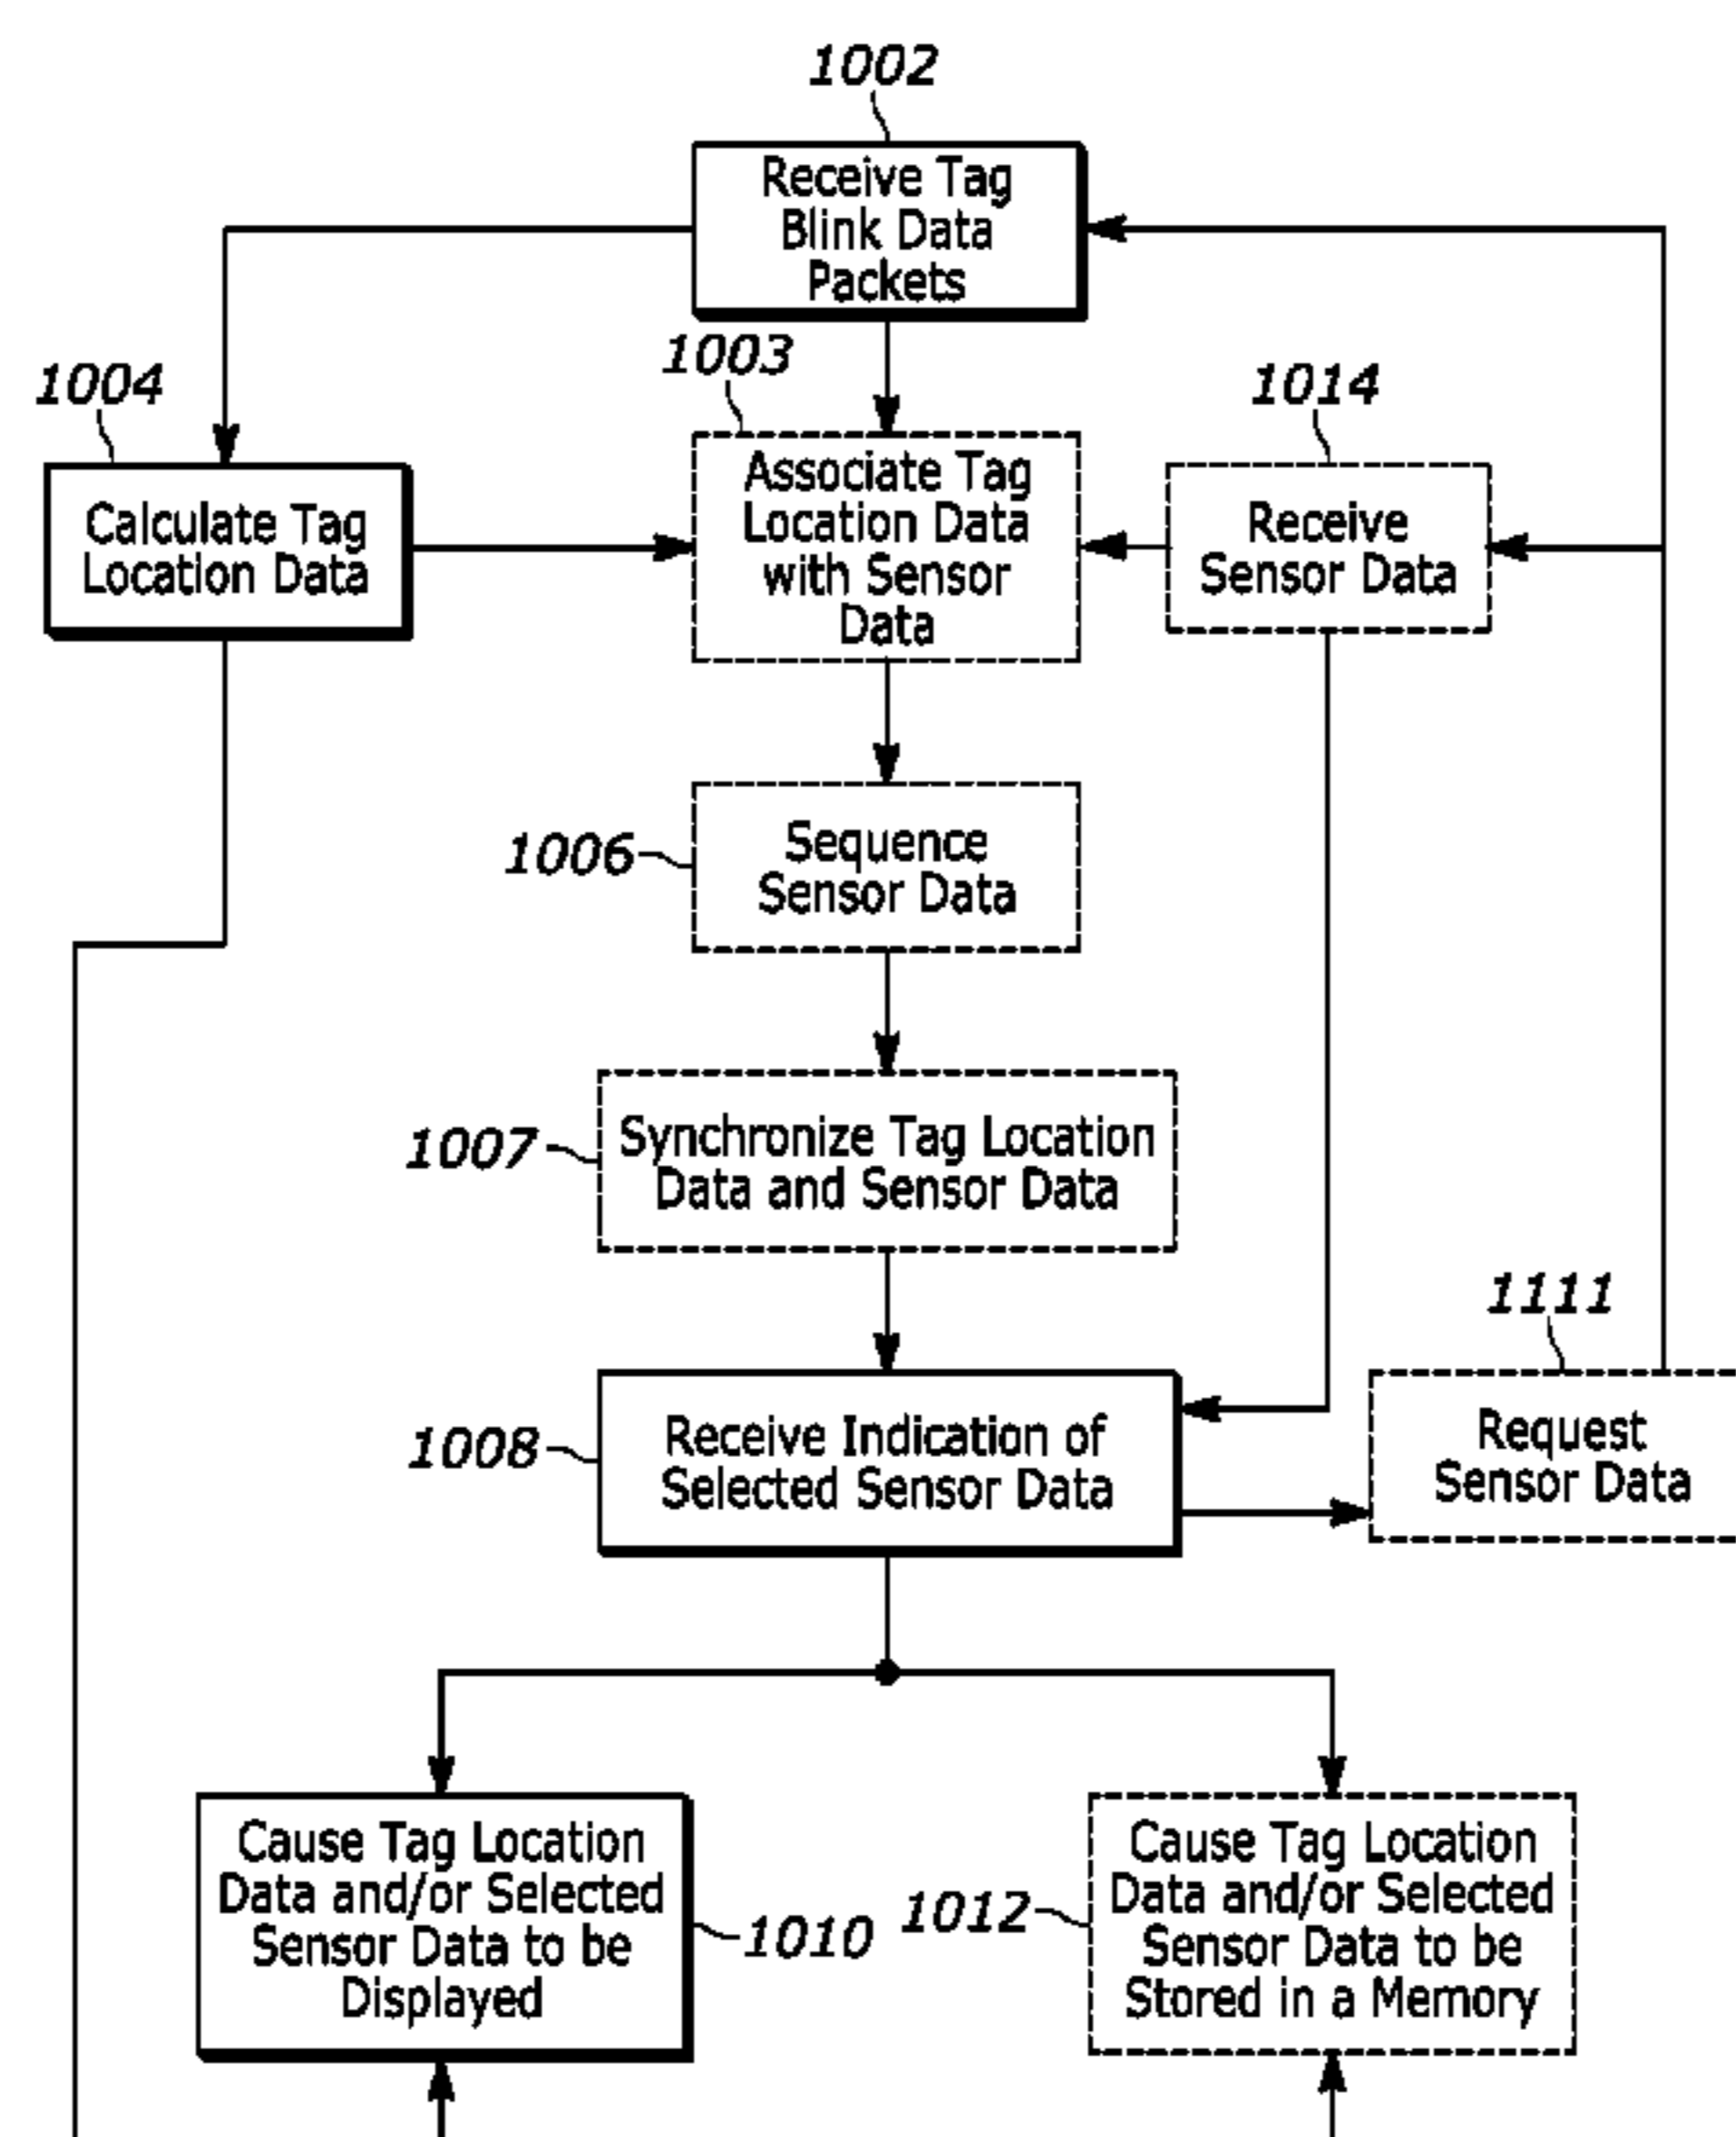 1002
Receive Tag
Blink Data
Packets
1003
1004
1014
Calculate Tag
Location Data
Associate Tag
Location Data
with Sensor
Data
Receive
Sensor Data
1006
Sequence
Sensor Data
1007
Synchronize Tag Location
Data and Sensor Data
1111
1008
Receive Indication of
Selected Sensor Data
Request
Sensor Data
Cause Tag Location
Data and/or Selected
Sensor Data to be
Displayed
1010
1012
Cause Tag Location
Data and/or Selected
Sensor Data to be
Stored in a Memory